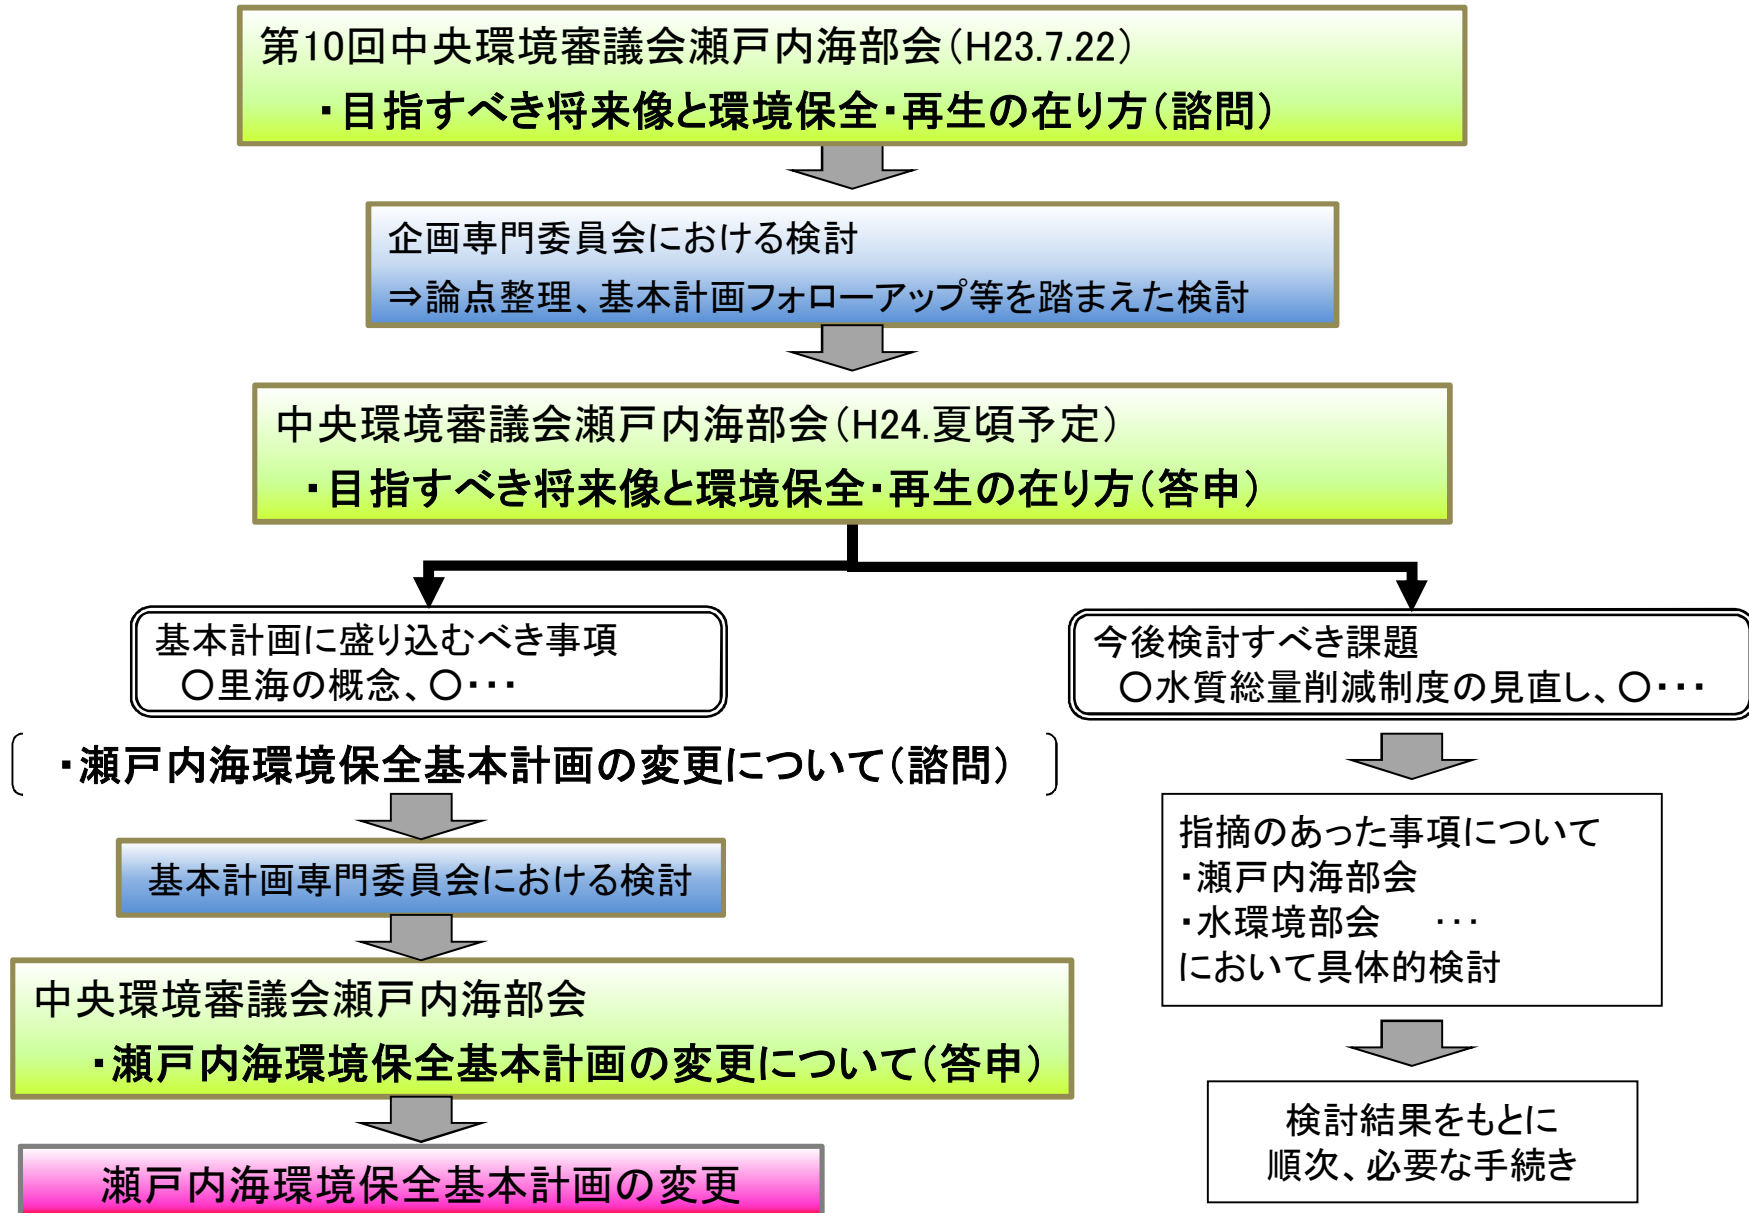 第10回中央環境審議会瀬戸内海部会(H23.7.22)
・目指すべき将来像と環境保全・再生の在り方(諮問)
企画専門委員会における検討
⇒論点整理、基本計画フォローアップ等を踏まえた検討
中央環境審議会瀬戸内海部会(H24.夏頃予定)
・目指すべき将来像と環境保全・再生の在り方(答申)
基本計画に盛り込むべき事項
○里海の概念、○・・・
・瀬戸内海環境保全基本計画の変更について(諮問)
基本計画専門委員会における検討
中央環境審議会瀬戸内海部会
・瀬戸内海環境保全基本計画の変更について(答申)
瀬戸内海環境保全基本計画の変更
今後検討すべき課題
○水質総量削減制度の見直し、○・・・
指摘のあった事項について
・瀬戸内海部会
・水環境部会 ・・・
において具体的検討
検討結果をもとに
順次、必要な手続き